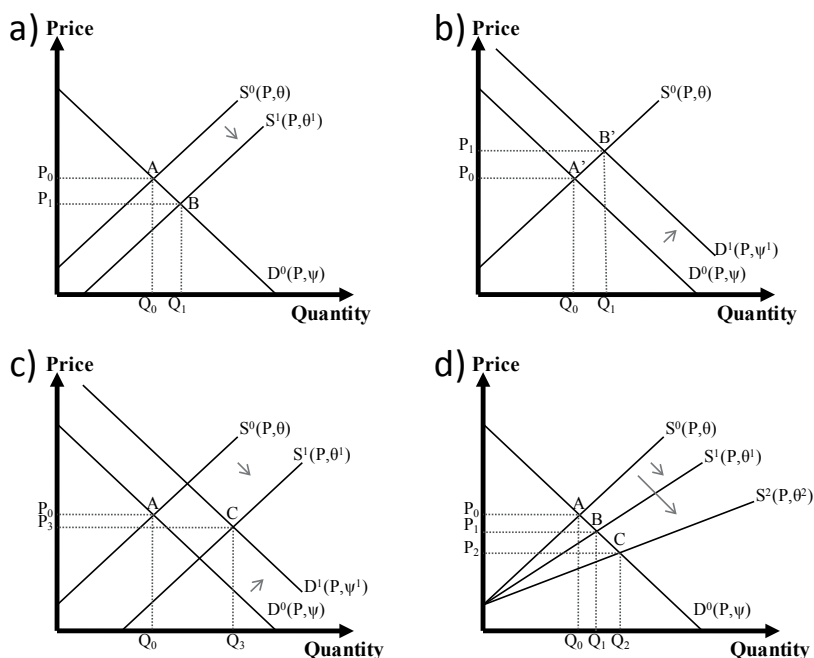 a)
Price
S⁰(P,θ)
S¹(P,θ¹)
A
P₀
P₁
B
D⁰(P,ψ)
Q₀ Q₁
Quantity
b)
Price
S⁰(P,θ)
B’
P₁
A’
P₀
D¹(P,ψ¹)
D⁰(P,ψ)
Q₀ Q₁
Quantity
c)
Price
S⁰(P,θ)
S¹(P,θ¹)
A
P₀
C
P₃
D¹(P,ψ¹)
D⁰(P,ψ)
Q₀ Q₃
Quantity
d)
Price
S⁰(P,θ)
S¹(P,θ¹)
S²(P,θ²)
A
P₀
B
P₁
C
P₂
D⁰(P,ψ)
Q₀ Q₁ Q₂
Quantity